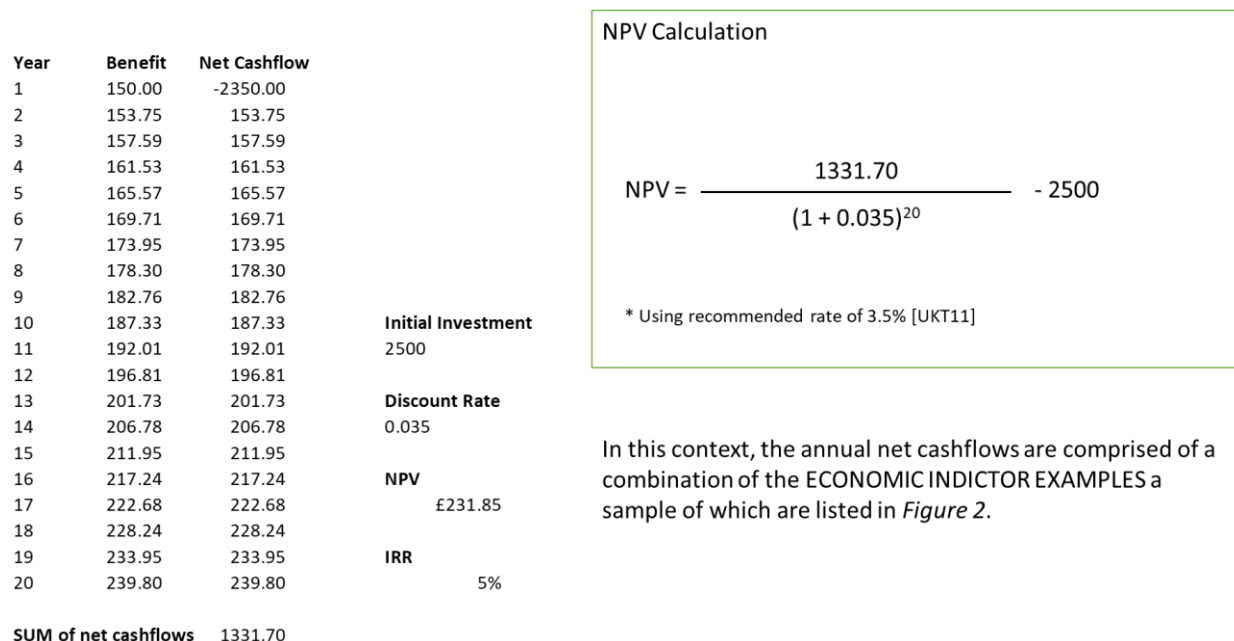 Year Benefit Net Cashflow
1 150.00 -2350.00
2 153.75 153.75
3 157.59 157.59
4 161.53 161.53
5 165.57 165.57
6 169.71 169.71
7 173.95 173.95
8 178.30 178.30
9 182.76 182.76
10 187.33 187.33
11 192.01 192.01
12 196.81 196.81
13 201.73 201.73
14 206.78 206.78
15 211.95 211.95
16 217.24 217.24
17 222.68 222.68
18 228.24 228.24
19 233.95 233.95
20 239.80 239.80
SUM of net cashflows 1331.70
Initial Investment
2500
Discount Rate
0.035
NPV
£231.85
IRR
5%
NPV Calculation
1331.70
NPV = - 2500
(1 + 0.035)²⁰
* Using recommended rate of 3.5% [UKT11]
In this context, the annual net cashflows are comprised of a
combination of the ECONOMIC INDICTOR EXAMPLES a
sample of which are listed in Figure 2.